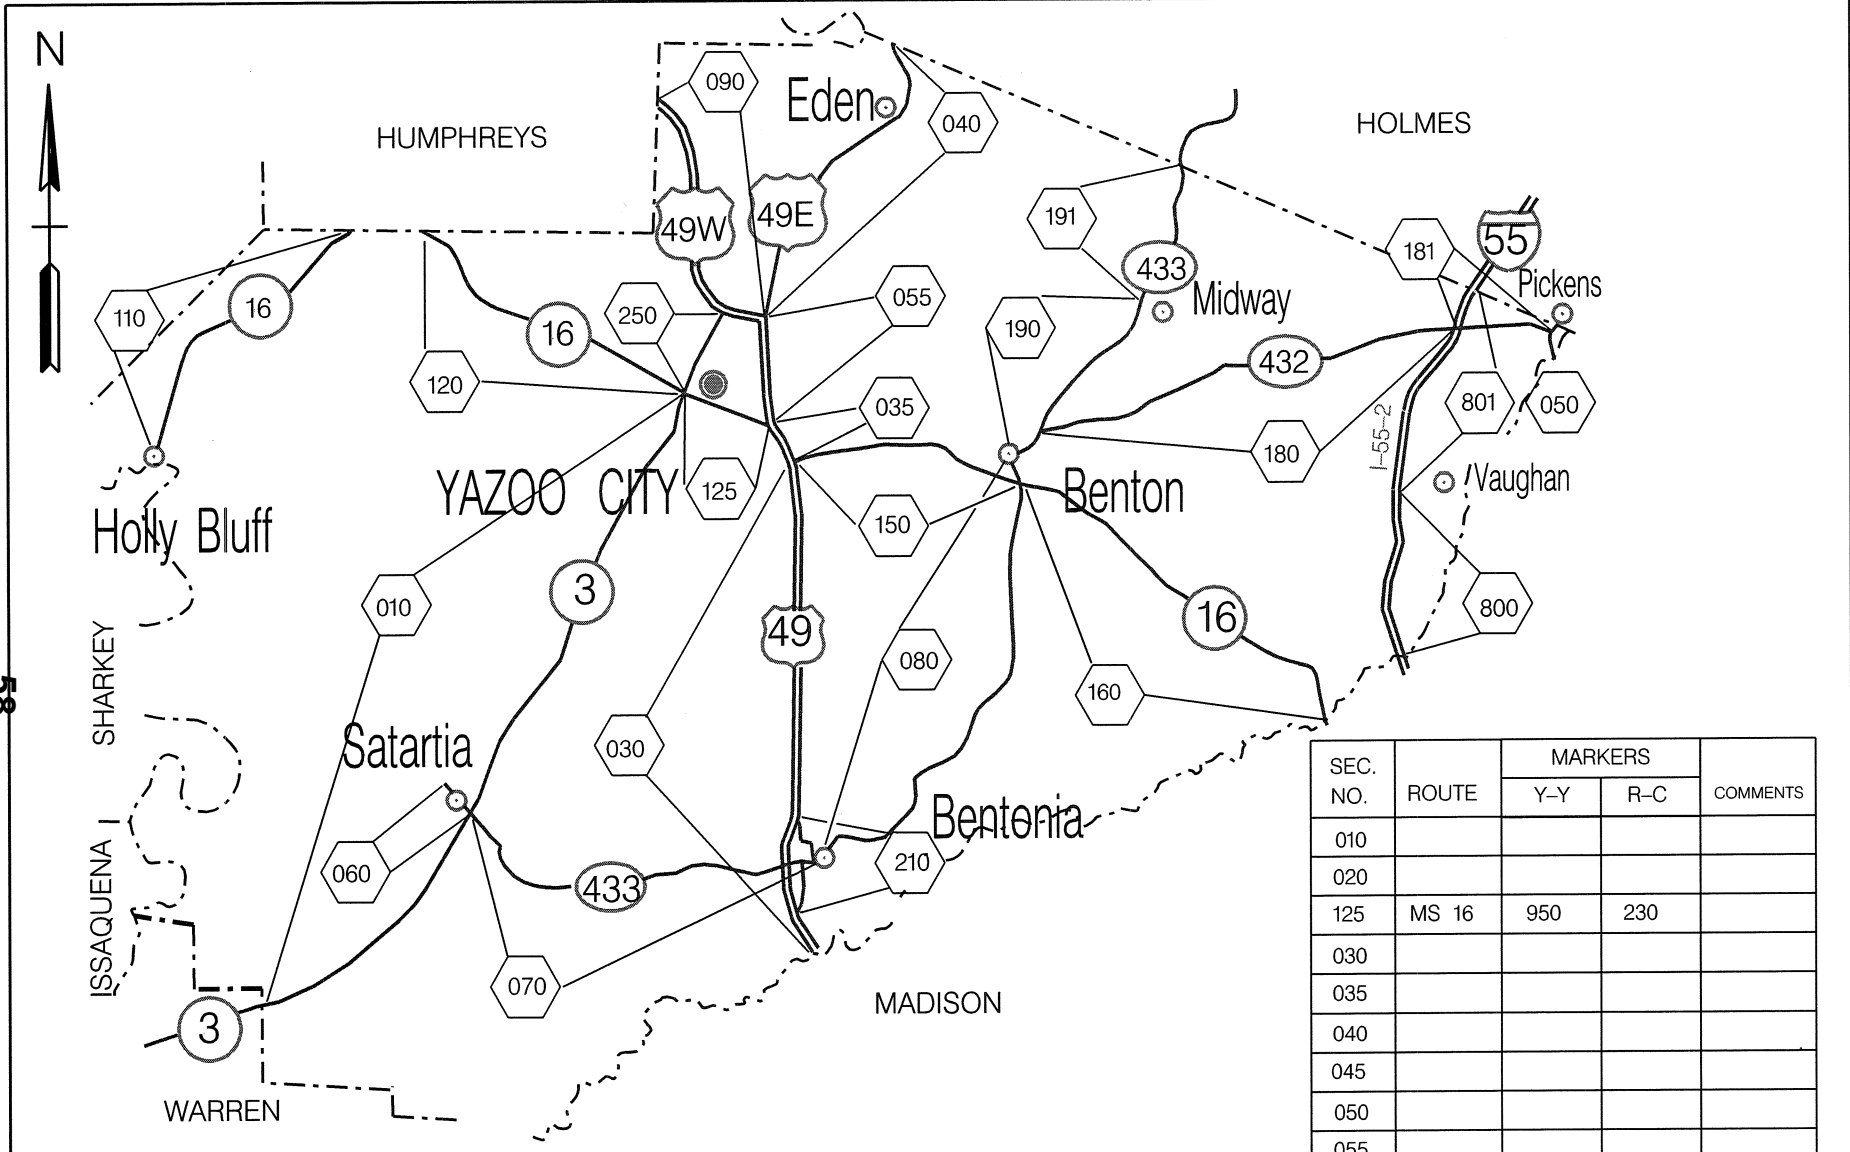 N
090
Eden
040
HUMPHREYS
HOLMES
49W
49E
191
181
55
433
Pickens
110
16
250
055
Midway
16
190
432
120
035
801
050
I-55-2
180
YAZOO CITY
125
Benton
Vaughan
Holly Bluff
150
010
3
16
800
49
SHARKEY
080
58
160
Satartia
030
SEC. NO.
ROUTE
MARKERS
Y-Y
R-C
COMMENTS
Bentonia
010
060
433
210
020
ISSAQUENA
125 MS 16 950 230
030
070
MADISON
035
3
040
045
WARREN
050
055